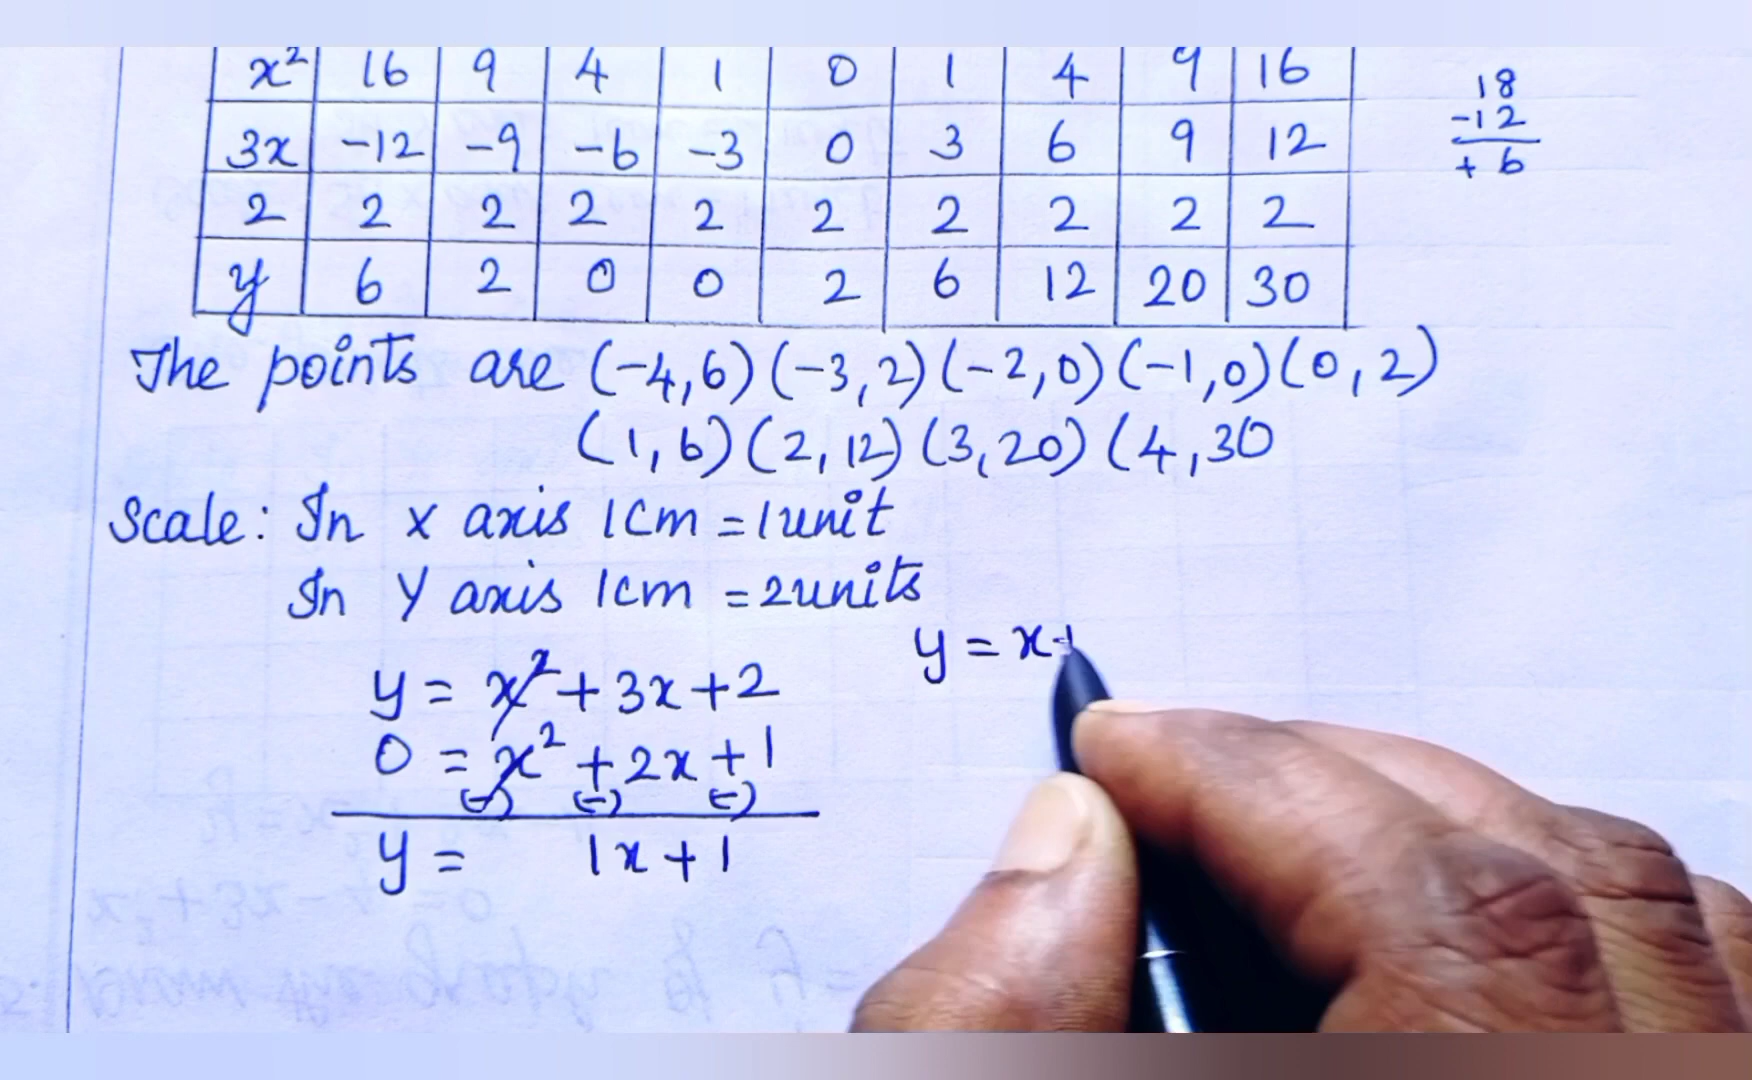 x² 16 9 4 1 0 1 4 9 16
3x -12 -9 -6 -3 0 3 6 9 12
2 2 2 2 2 2 2 2 2 2
y 6 2 0 0 2 6 12 20 30
18
-12
+ 6
The points are (-4,6) (-3,2) (-2,0) (-1,0) (0,2)
(1,6) (2,12) (3,20) (4,30
Scale: In x axis 1cm = 1unit
In y axis 1cm = 2units
y = x² + 3x + 2
0 = x² + 2x + 1
(-) (-) (-)
y = 1x + 1
y = x+